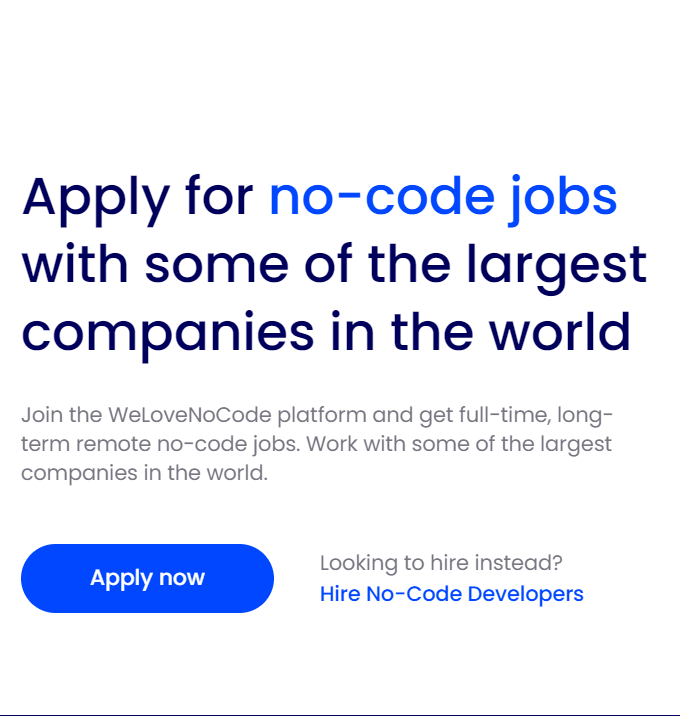 Apply for no-code jobs
with some of the largest
companies in the world
Join the WeLoveNoCode platform and get full-time, long-
term remote no-code jobs. Work with some of the largest
companies in the world.
Apply now
Looking to hire instead?
Hire No-Code Developers